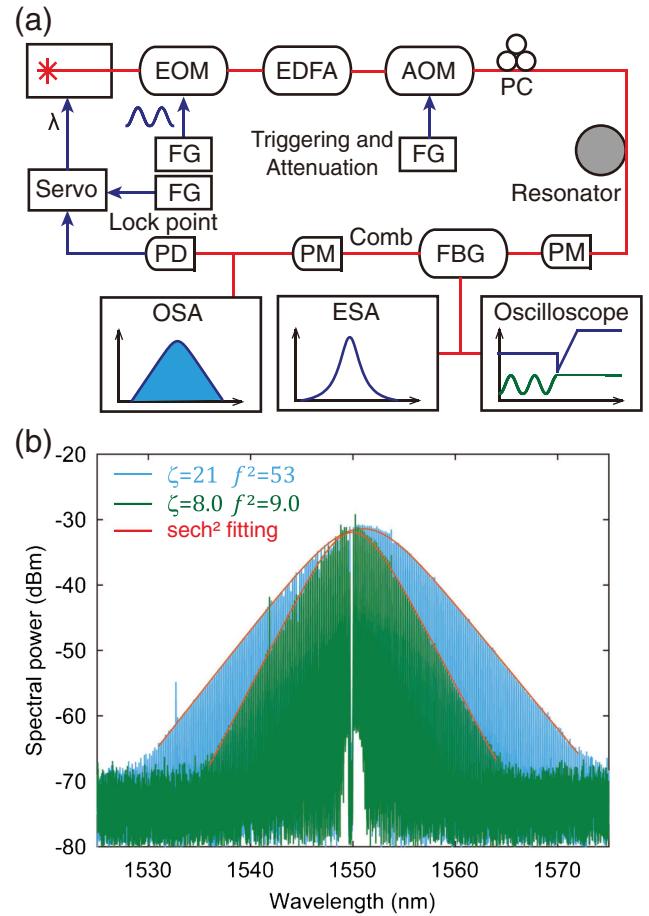 (a)
EOM
EDFA
AOM
PC
λ
FG
Triggering and
Attenuation
FG
Servo
FG
Resonator
Lock point
PD
PM
Comb
FBG
PM
OSA
ESA
Oscilloscope
(b)
-20
-30
-40
-50
-60
-70
-80
Spectral power (dBm)
ζ=21 f²=53
ζ=8.0 f²=9.0
sech² fitting
1530
1540
1550
1560
1570
Wavelength (nm)